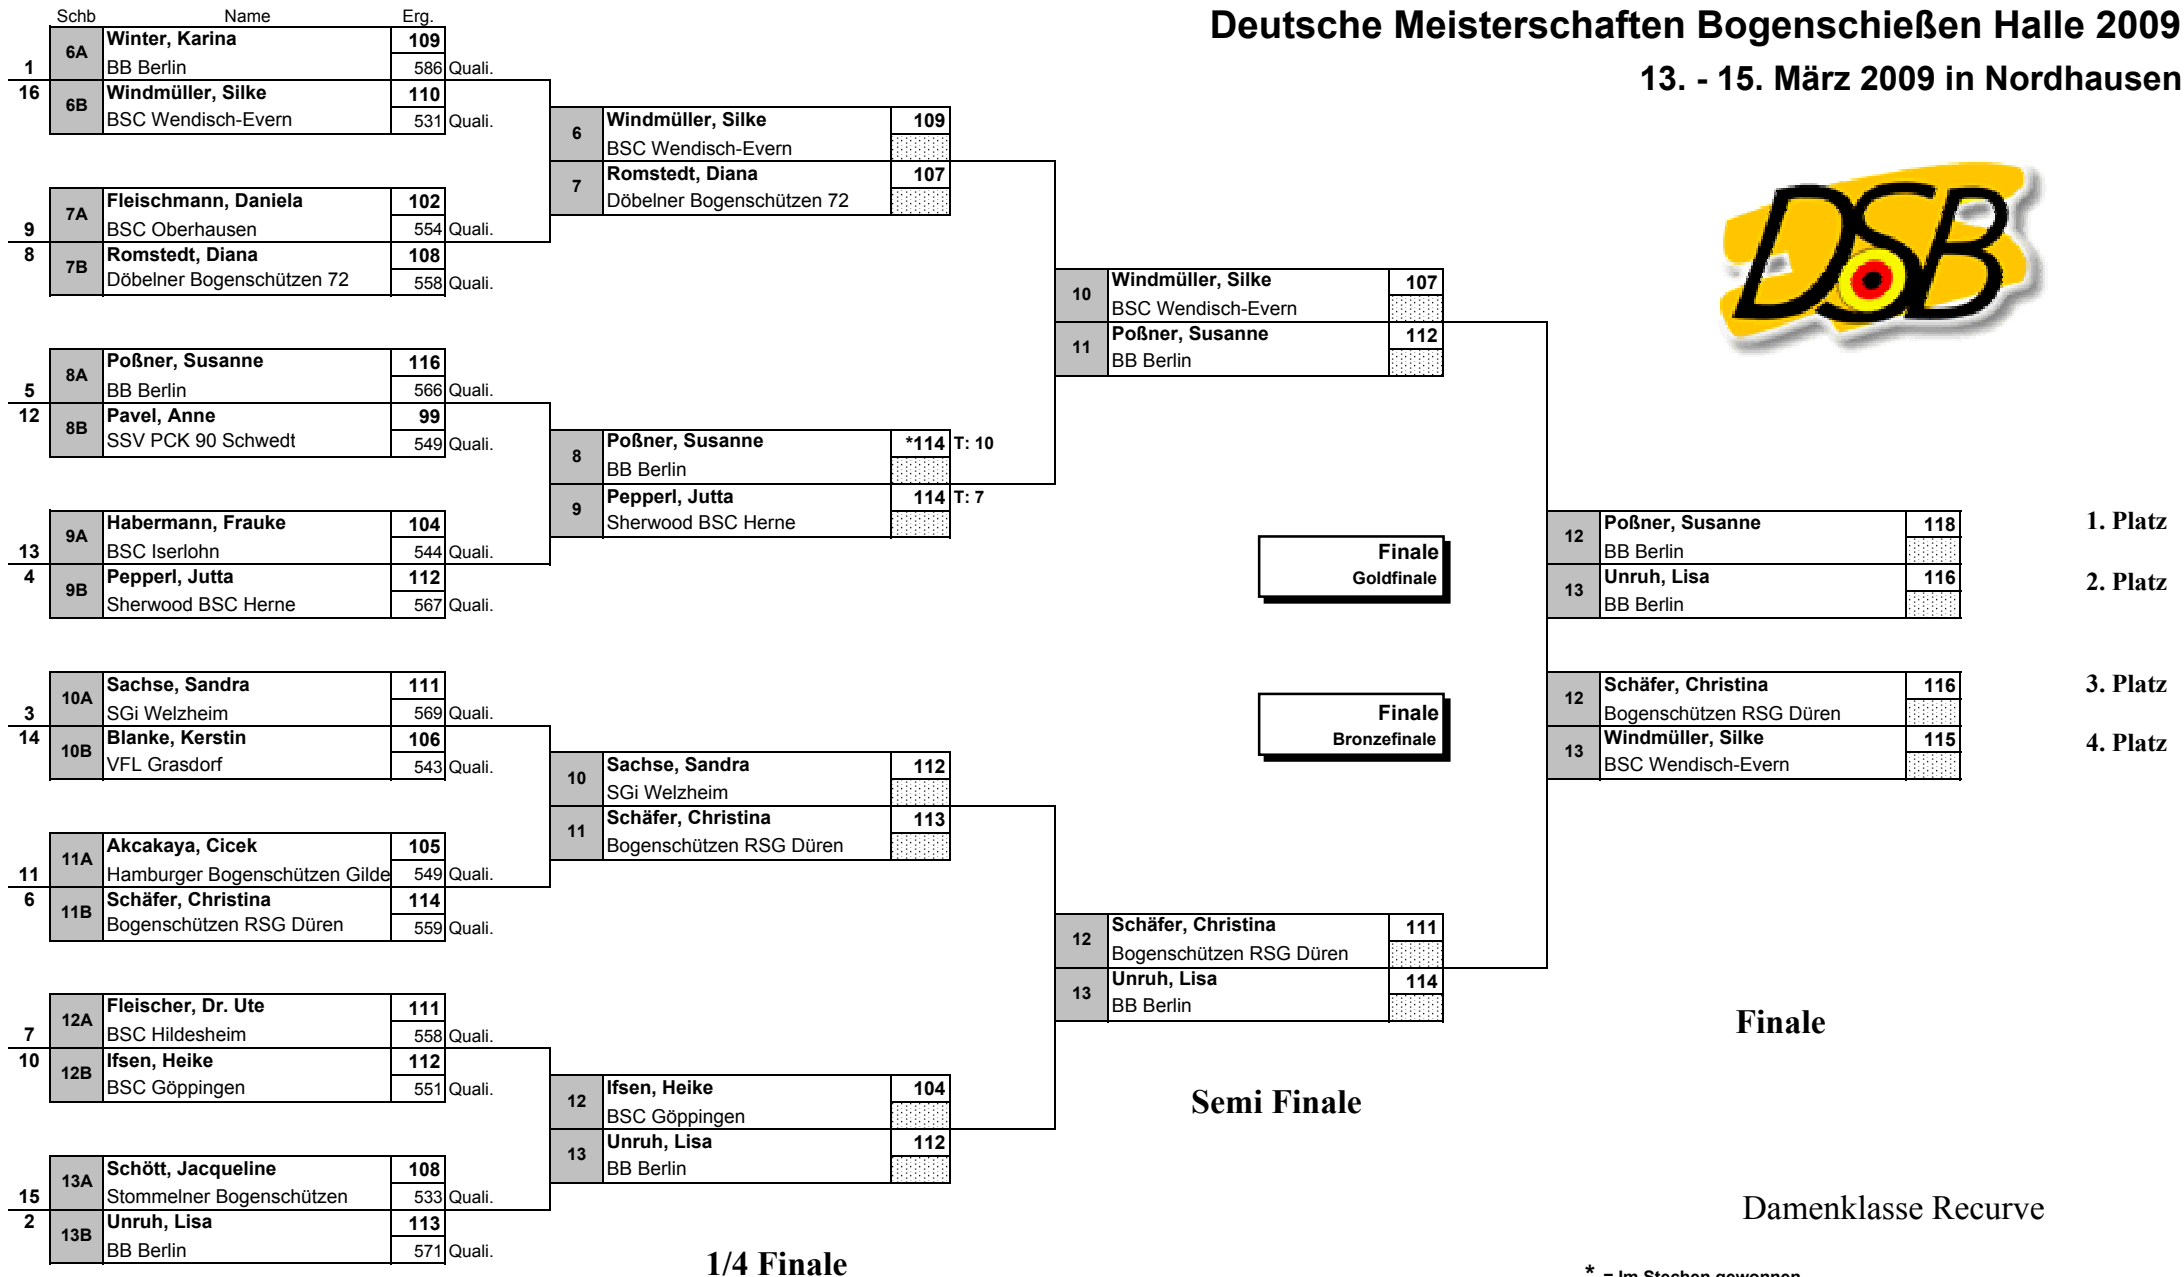 Deutsche Meisterschaften Bogenschießen Halle 2009
13. - 15. März 2009 in Nordhausen
DSB
Schb Name Erg.
6A Winter, Karina 109
1 BB Berlin 586 Quali.
16 6B Windmüller, Silke 110
BSC Wendisch-Evern 531 Quali.
9 7A Fleischmann, Daniela 102
BSC Oberhausen 554 Quali.
8 7B Romstedt, Diana 108
Döbelner Bogenschützen 72 558 Quali.
5 8A Poßner, Susanne 116
BB Berlin 566 Quali.
12 8B Pavel, Anne 99
SSV PCK 90 Schwedt 549 Quali.
13 9A Habermann, Frauke 104
BSC Iserlohn 544 Quali.
4 9B Pepperl, Jutta 112
Sherwood BSC Herne 567 Quali.
3 10A Sachse, Sandra 111
SGi Welzheim 569 Quali.
14 10B Blanke, Kerstin 106
VFL Grasdorf 543 Quali.
11 11A Akcakaya, Cicek 105
Hamburger Bogenschützen Gilde 549 Quali.
6 11B Schäfer, Christina 114
Bogenschützen RSG Düren 559 Quali.
7 12A Fleischer, Dr. Ute 111
BSC Hildesheim 558 Quali.
10 12B Ifsen, Heike 112
BSC Göppingen 551 Quali.
15 13A Schött, Jacqueline 108
Stommelner Bogenschützen 533 Quali.
2 13B Unruh, Lisa 113
BB Berlin 571 Quali.
6 Windmüller, Silke 109
BSC Wendisch-Evern
7 Romstedt, Diana 107
Döbelner Bogenschützen 72
8 Poßner, Susanne *114 T: 10
BB Berlin
9 Pepperl, Jutta 114 T: 7
Sherwood BSC Herne
10 Sachse, Sandra 112
SGi Welzheim
11 Schäfer, Christina 113
Bogenschützen RSG Düren
12 Ifsen, Heike 104
BSC Göppingen
13 Unruh, Lisa 112
BB Berlin
1/4 Finale
10 Windmüller, Silke 107
BSC Wendisch-Evern
11 Poßner, Susanne 112
BB Berlin
12 Schäfer, Christina 111
Bogenschützen RSG Düren
13 Unruh, Lisa 114
BB Berlin
Semi Finale
Finale
Goldfinale
12 Poßner, Susanne 118 1. Platz
BB Berlin
13 Unruh, Lisa 116 2. Platz
BB Berlin
Finale
Bronzefinale
12 Schäfer, Christina 116 3. Platz
Bogenschützen RSG Düren
13 Windmüller, Silke 115 4. Platz
BSC Wendisch-Evern
Finale
Damenklasse Recurve
* = Im Stechen gewonnen